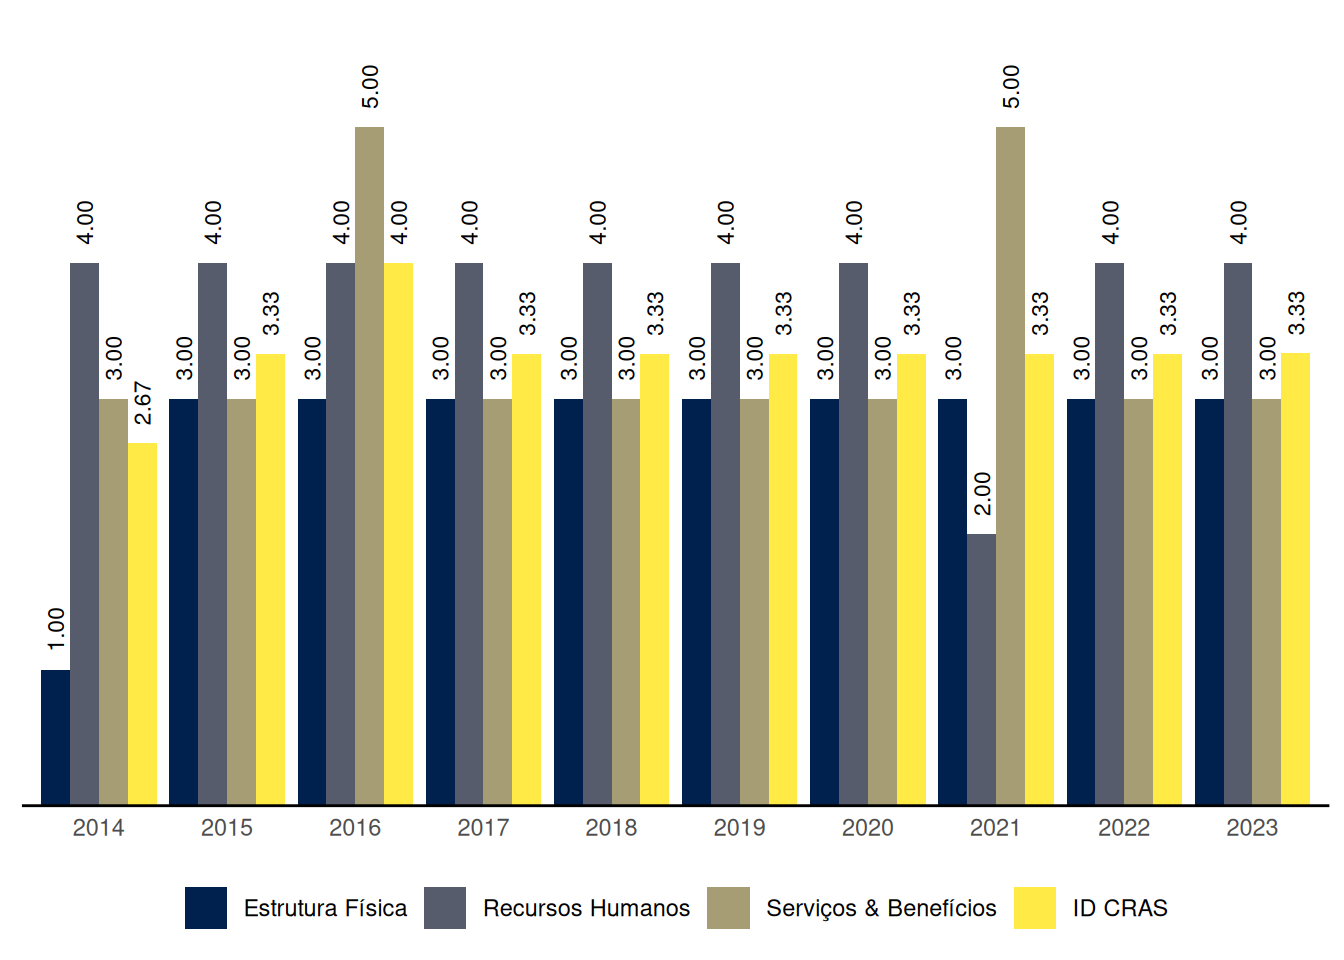 5.00 5.00
4.00 4.00 4.00 4.00 4.00 4.00 4.00 4.00 4.00 4.00
3.33 3.33 3.33 3.33 3.33 3.33 3.33 3.33
3.00 3.00 3.00 3.00 3.00 3.00 3.00 3.00 3.00 3.00 3.00 3.00 3.00 3.00 3.00 3.00 3.00
2.67
2.00
1.00
2014 2015 2016 2017 2018 2019 2020 2021 2022 2023
Estrutura Física Recursos Humanos Serviços & Benefícios ID CRAS